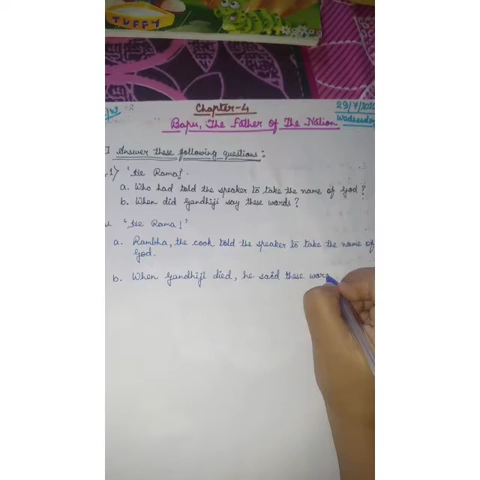 TUFFY
Chapter-4
29/7/2020
Bapu, The Father of The Nation
Wednesday
I Answer these following questions:
1) "He Rama!
a. Who had told the speaker to take the name of God?
b. When did Gandhiji say these words?
"He Rama!"
a. Rambha, the cook told the speaker to take the name of
God.
b. When Gandhiji died, he said these wor